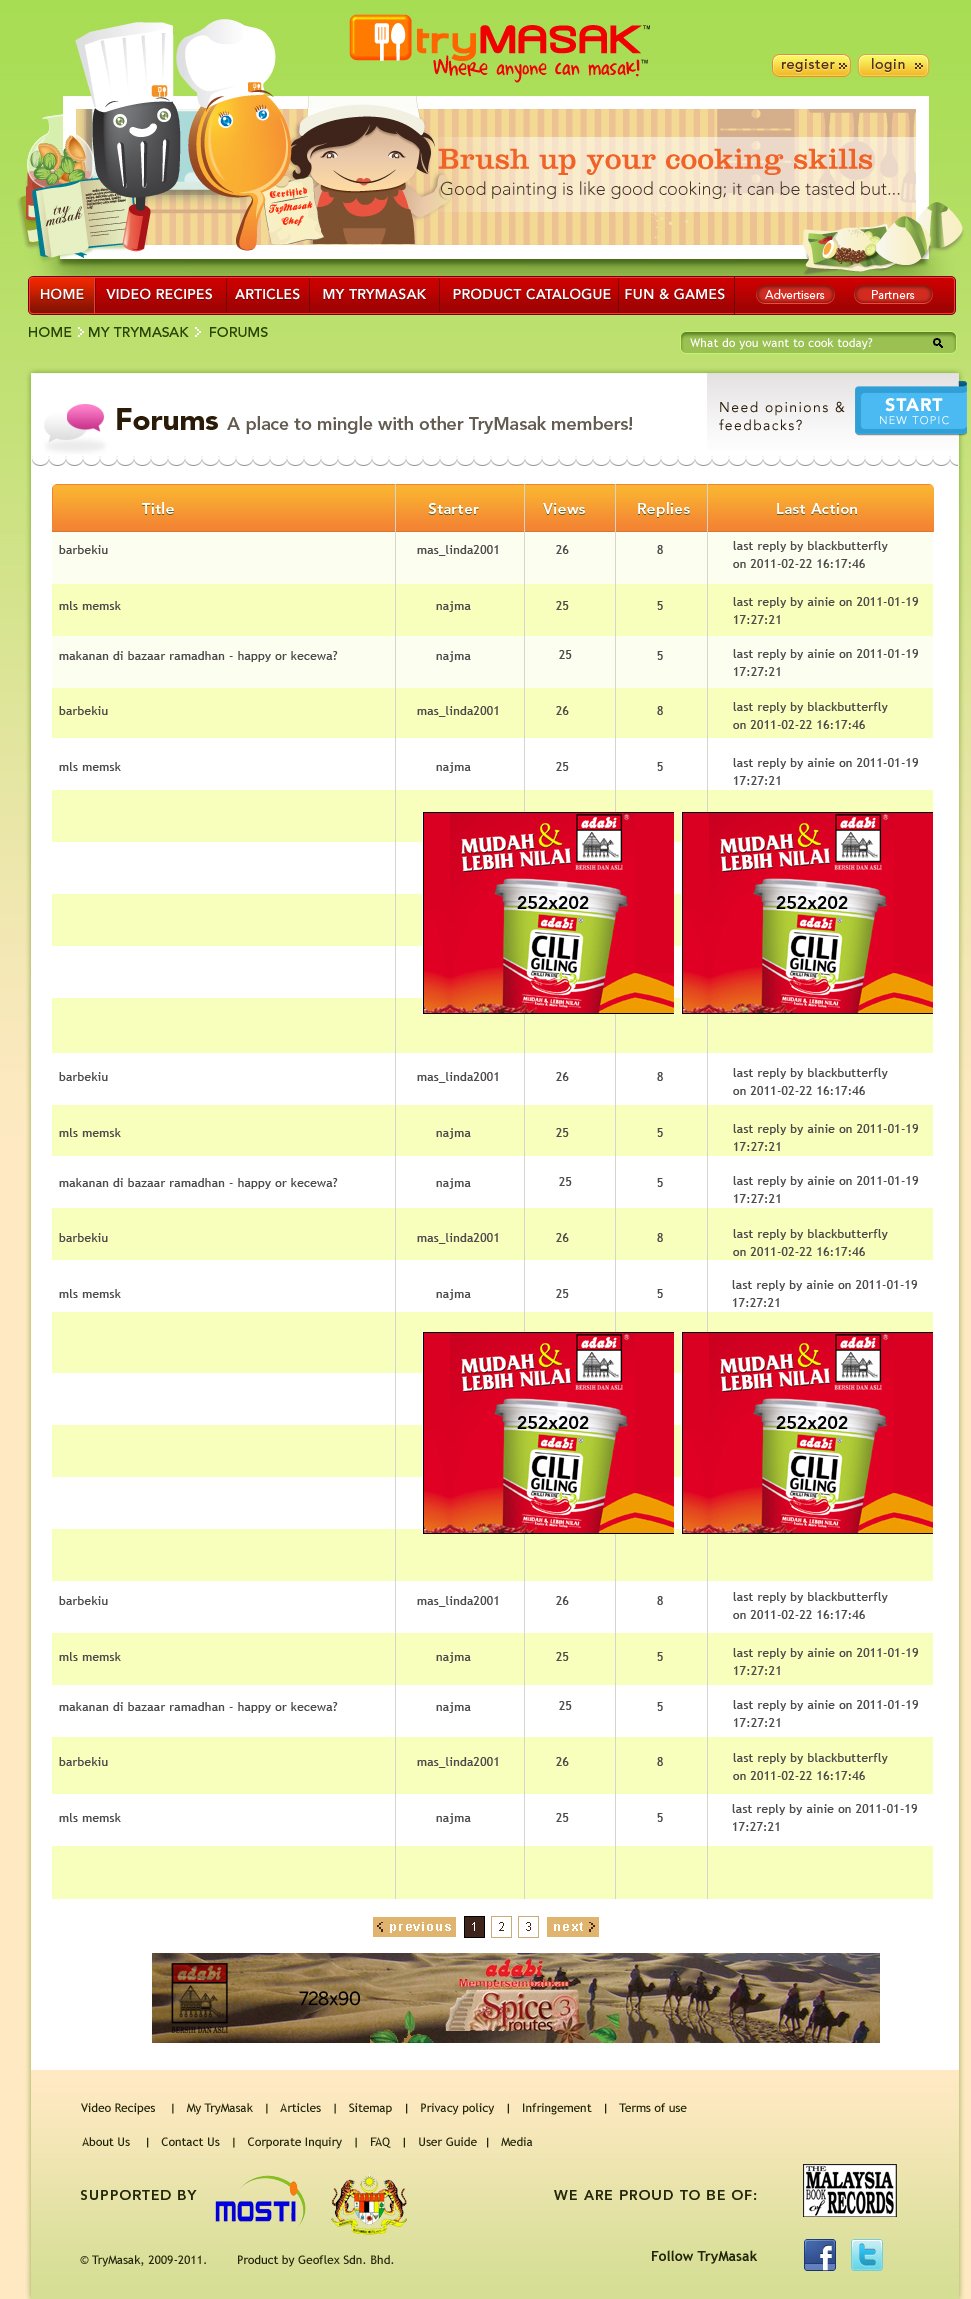 tryMASAK™
Where anyone can masak!™
register
login
try masak
Certified TryMasak Chef
Brush up your cooking skills
Good painting is like good cooking; it can be tasted but...
HOME VIDEO RECIPES ARTICLES MY TRYMASAK PRODUCT CATALOGUE FUN & GAMES Advertisers Partners
HOME MY TRYMASAK FORUMS
What do you want to cook today?
Forums A place to mingle with other TryMasak members!
Need opinions & feedbacks?
START
NEW TOPIC
Title Starter Views Replies Last Action
barbekiu mas_linda2001 26 8 last reply by blackbutterfly on 2011-02-22 16:17:46
mls memsk najma 25 5 last reply by ainie on 2011-01-19 17:27:21
makanan di bazaar ramadhan - happy or kecewa? najma 25 5 last reply by ainie on 2011-01-19 17:27:21
barbekiu mas_linda2001 26 8 last reply by blackbutterfly on 2011-02-22 16:17:46
mls memsk najma 25 5 last reply by ainie on 2011-01-19 17:27:21
MUDAH & LEBIH NILAI
adabi
BERSIH DAN ASLI
252x202
adabi
CILI GILING
CHILLI PASTE
MUDAH & LEBIH NILAI
MUDAH & LEBIH NILAI
adabi
BERSIH DAN ASLI
252x202
adabi
CILI GILING
CHILLI PASTE
MUDAH & LEBIH NILAI
barbekiu mas_linda2001 26 8 last reply by blackbutterfly on 2011-02-22 16:17:46
mls memsk najma 25 5 last reply by ainie on 2011-01-19 17:27:21
makanan di bazaar ramadhan - happy or kecewa? najma 25 5 last reply by ainie on 2011-01-19 17:27:21
barbekiu mas_linda2001 26 8 last reply by blackbutterfly on 2011-02-22 16:17:46
mls memsk najma 25 5 last reply by ainie on 2011-01-19 17:27:21
MUDAH & LEBIH NILAI
adabi
BERSIH DAN ASLI
252x202
adabi
CILI GILING
CHILLI PASTE
MUDAH & LEBIH NILAI
MUDAH & LEBIH NILAI
adabi
BERSIH DAN ASLI
252x202
adabi
CILI GILING
CHILLI PASTE
MUDAH & LEBIH NILAI
barbekiu mas_linda2001 26 8 last reply by blackbutterfly on 2011-02-22 16:17:46
mls memsk najma 25 5 last reply by ainie on 2011-01-19 17:27:21
makanan di bazaar ramadhan - happy or kecewa? najma 25 5 last reply by ainie on 2011-01-19 17:27:21
barbekiu mas_linda2001 26 8 last reply by blackbutterfly on 2011-02-22 16:17:46
mls memsk najma 25 5 last reply by ainie on 2011-01-19 17:27:21
previous 1 2 3 next
adabi
BERSIH DAN ASLI
728x90
adabi
Mempersembahkan
Spice routes 3
Video Recipes | My TryMasak | Articles | Sitemap | Privacy policy | Infringement | Terms of use
About Us | Contact Us | Corporate Inquiry | FAQ | User Guide | Media
SUPPORTED BY
MOSTI
WE ARE PROUD TO BE OF:
THE MALAYSIA BOOK of RECORDS
© TryMasak, 2009-2011. Product by Geoflex Sdn. Bhd.
Follow TryMasak
f
t